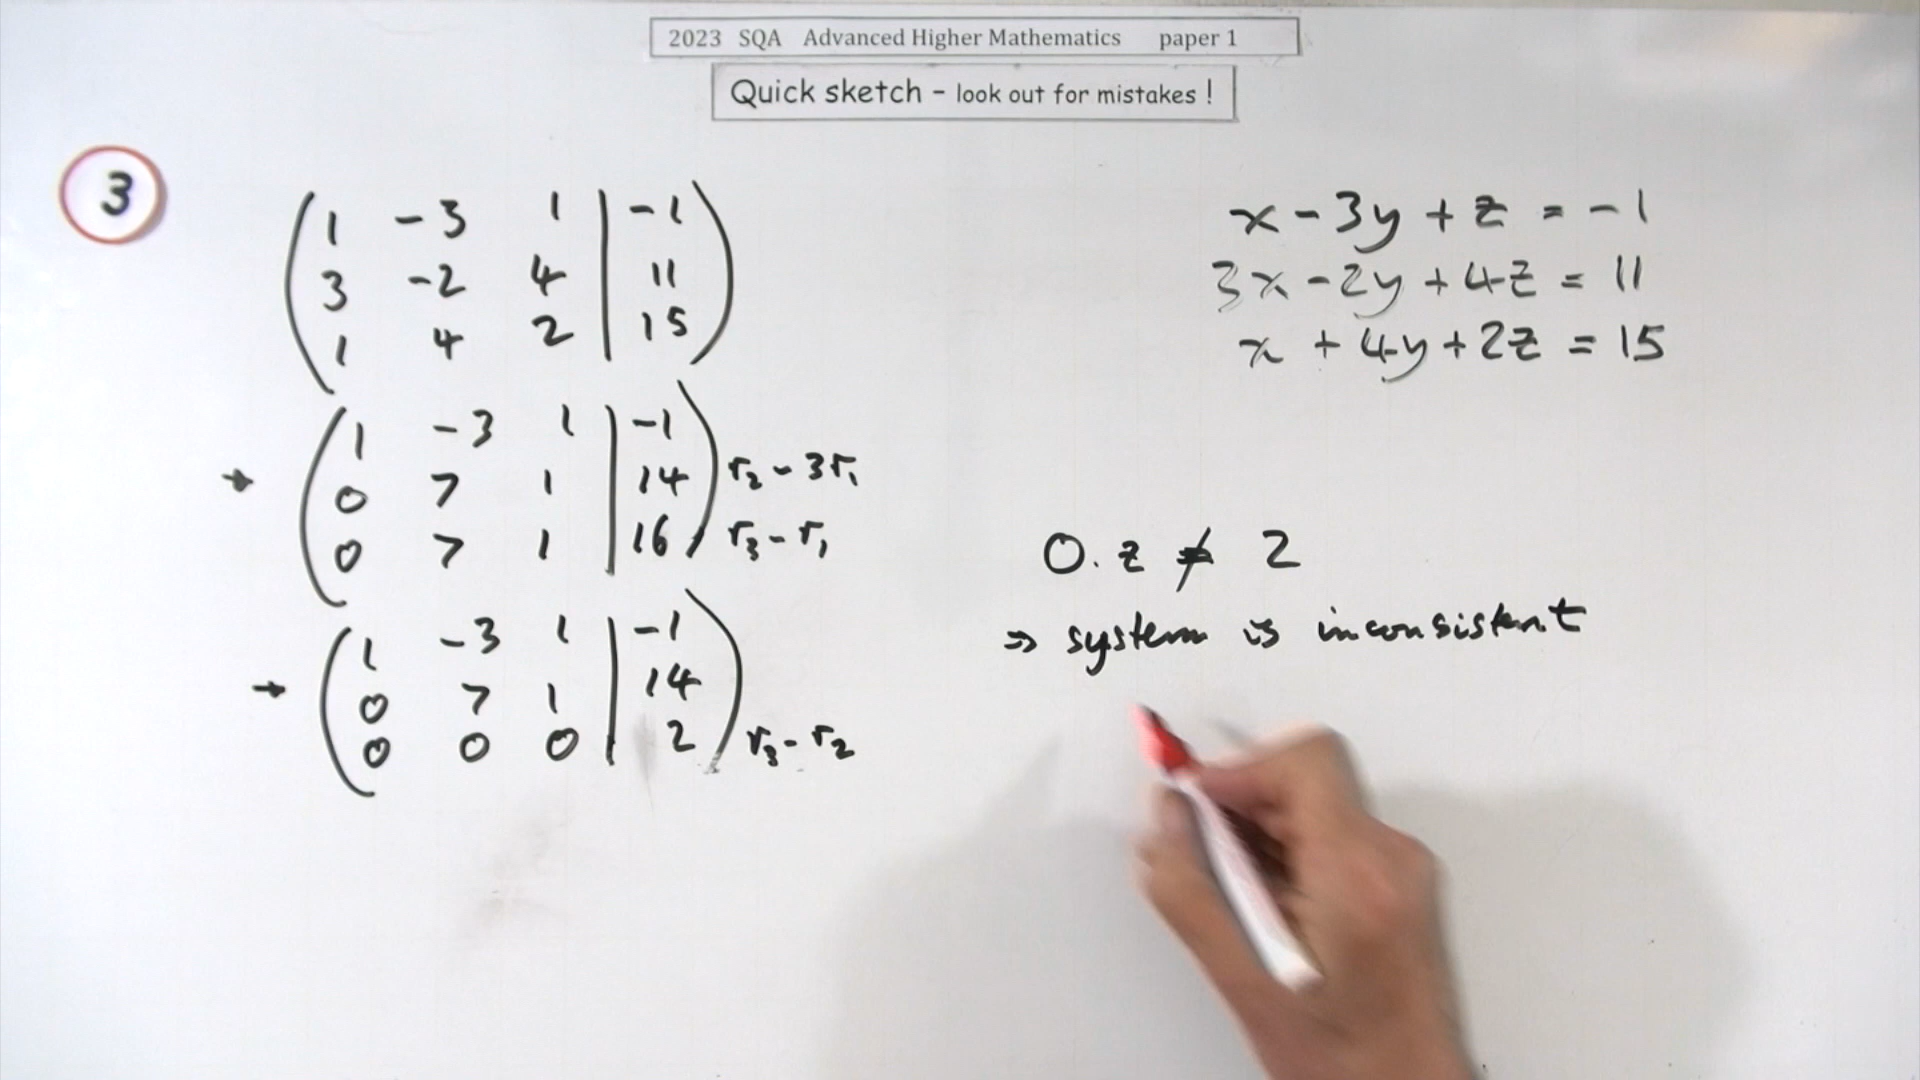 2023 SQA Advanced Higher Mathematics paper 1
Quick sketch - look out for mistakes !
3
1 -3 1 | -1
3 -2 4 | 11
1 4 2 | 15
x - 3y + z = -1
3x - 2y + 4z = 11
x + 4y + 2z = 15
→ 1 -3 1 | -1
0 7 1 | 14 r₂ - 3r₁
0 7 1 | 16 r₃ - r₁
→ 1 -3 1 | -1
0 7 1 | 14
0 0 0 | 2 r₃ - r₂
0. z ≠ 2
⇒ system is inconsistent